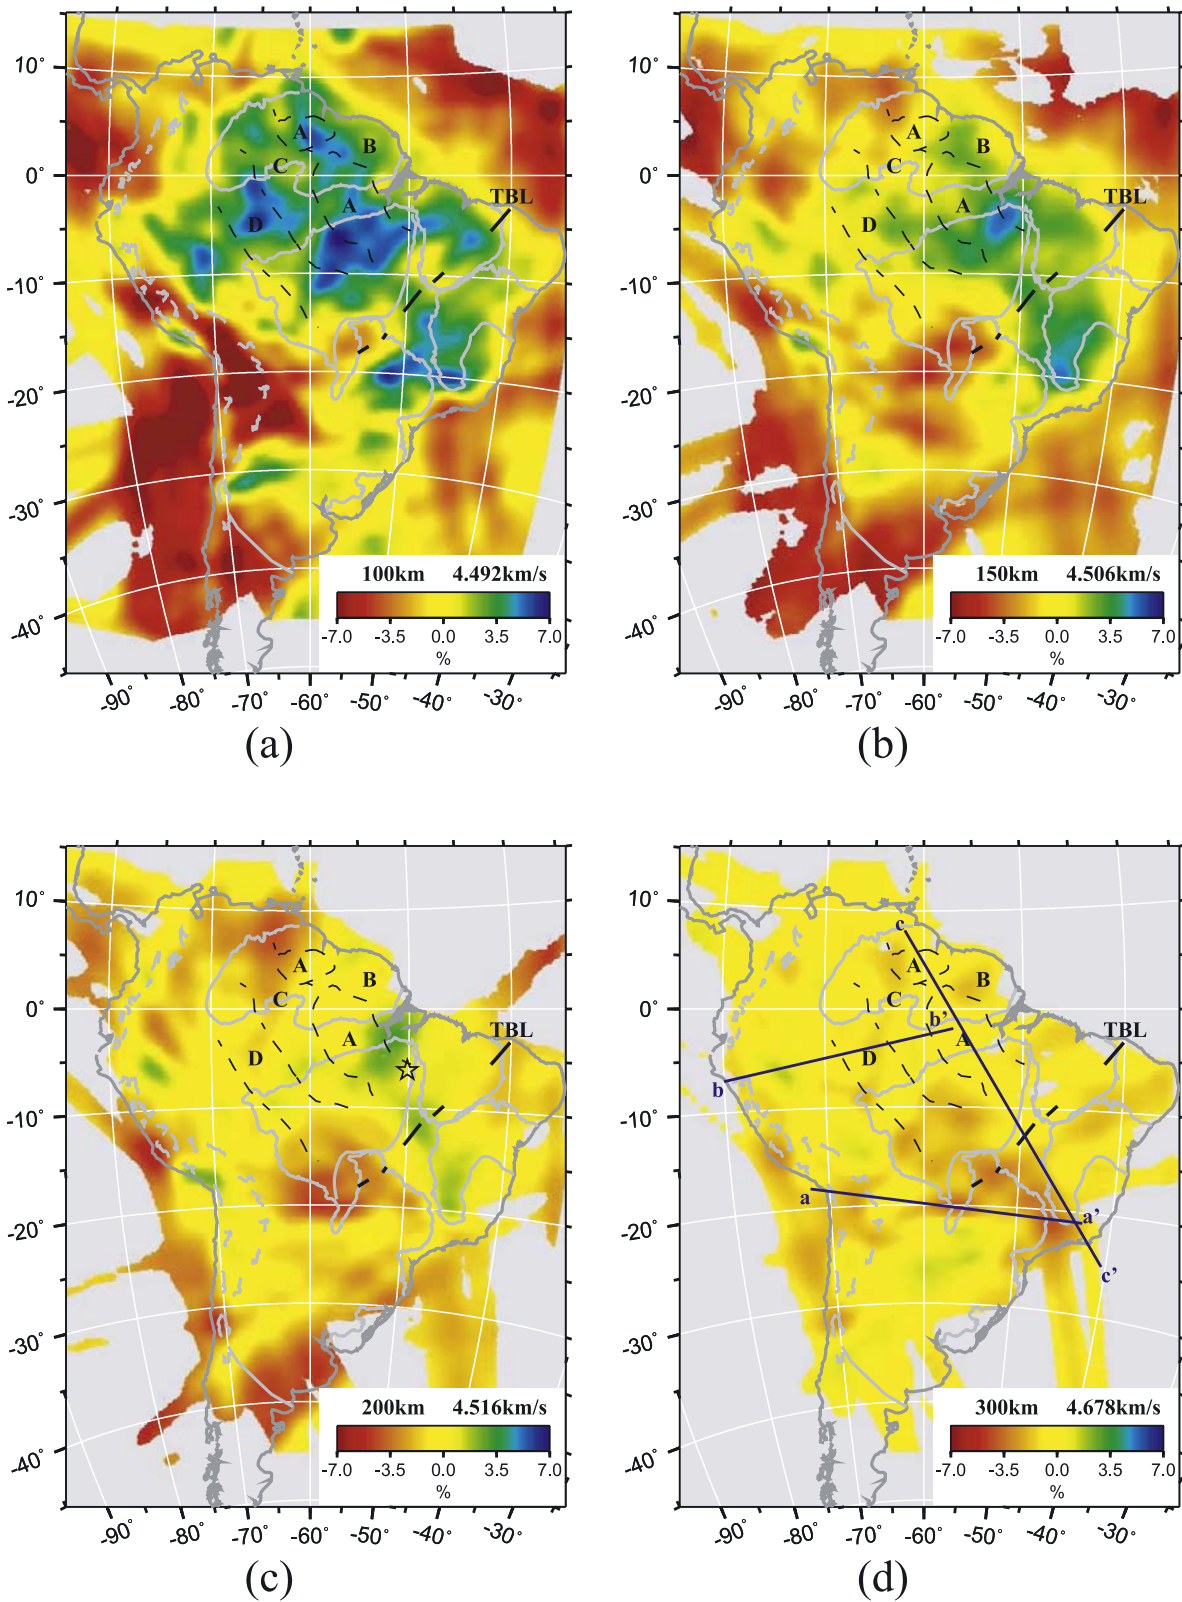 10°
0°
-10°
-20°
-30°
-40°
A
B
C
A
D
TBL
100km 4.492km/s
-7.0 -3.5 0.0 3.5 7.0
%
-90° -80° -70° -60° -50° -40° -30°
(a)
10°
0°
-10°
-20°
-30°
-40°
A
B
C
A
D
TBL
150km 4.506km/s
-7.0 -3.5 0.0 3.5 7.0
%
-90° -80° -70° -60° -50° -40° -30°
(b)
10°
0°
-10°
-20°
-30°
-40°
A
B
C
A
D
TBL
200km 4.516km/s
-7.0 -3.5 0.0 3.5 7.0
%
-90° -80° -70° -60° -50° -40° -30°
(c)
10°
0°
-10°
-20°
-30°
-40°
c
A
B
C
b'
A
TBL
D
b
a
a'
c'
300km 4.678km/s
-7.0 -3.5 0.0 3.5 7.0
%
-90° -80° -70° -60° -50° -40° -30°
(d)